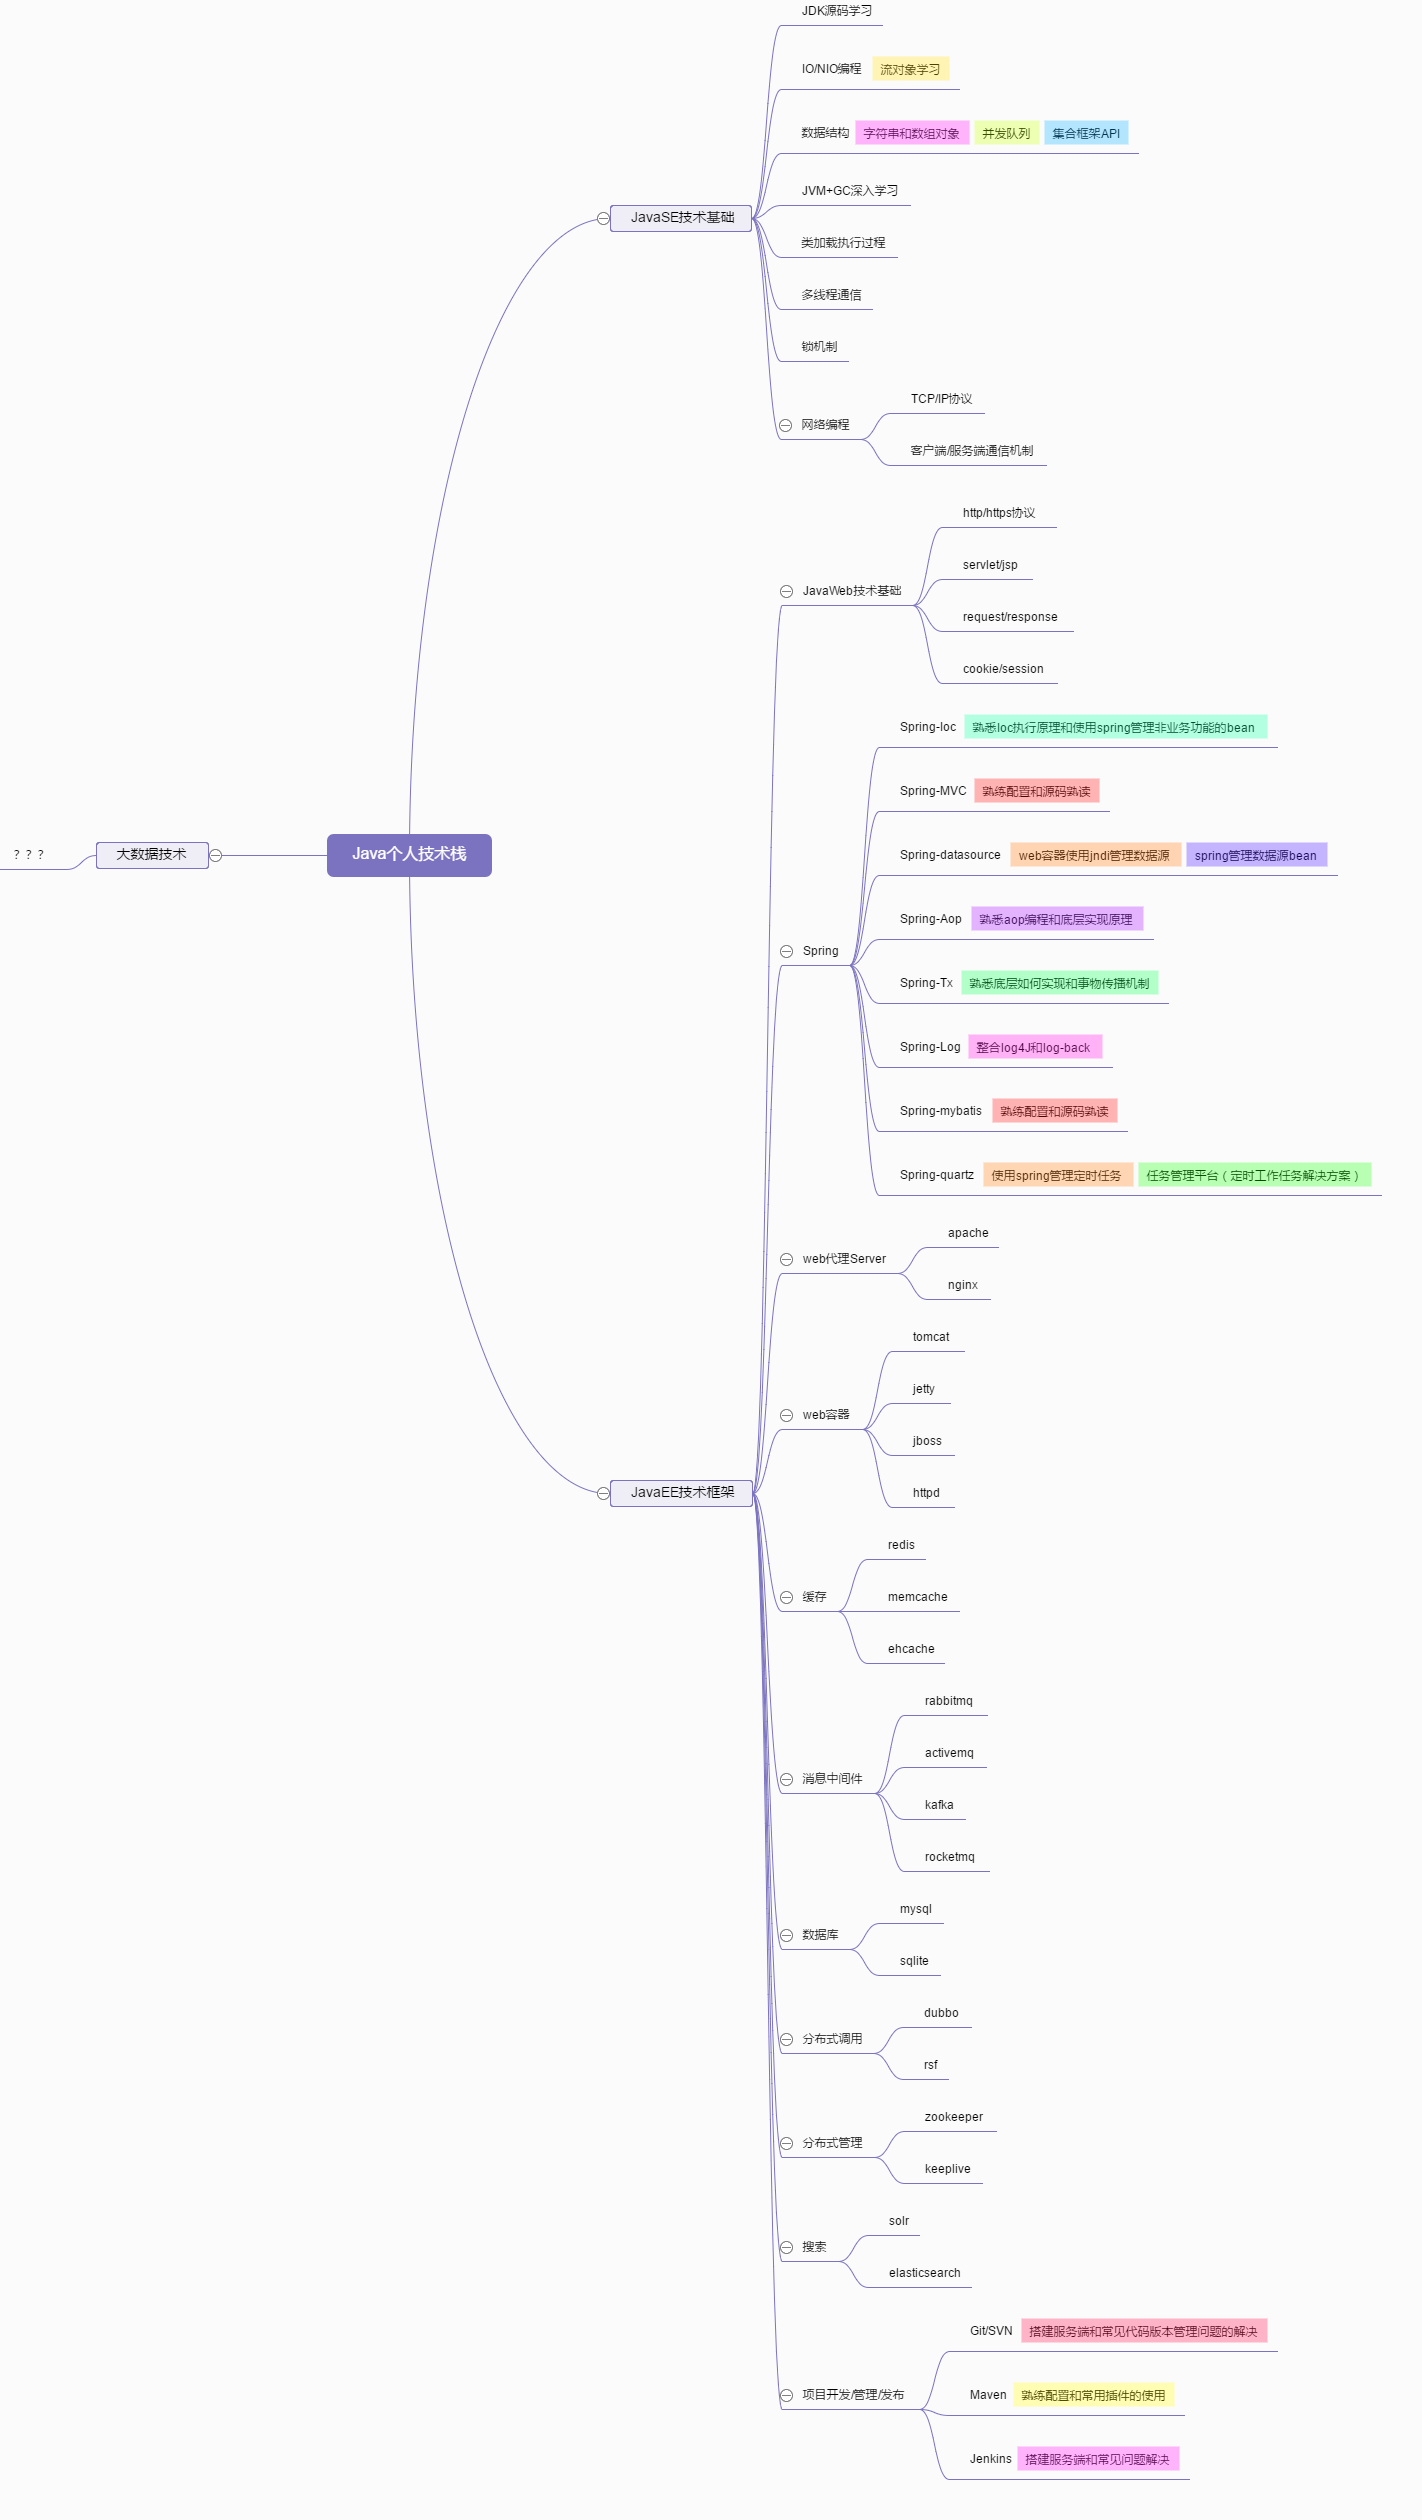 JDK源码学习
IO/NIO编程 流对象学习
数据结构 字符串和数组对象 并发队列 集合框架API
JVM+GC深入学习
JavaSE技术基础
类加载执行过程
多线程通信
锁机制
TCP/IP协议
网络编程
客户端/服务端通信机制
http/https协议
servlet/jsp
JavaWeb技术基础
request/response
cookie/session
Spring-Ioc 熟悉Ioc执行原理和使用spring管理非业务功能的bean
Spring-MVC 熟练配置和源码熟读
？？？
大数据技术
Java个人技术栈
Spring-datasource web容器使用jndi管理数据源 spring管理数据源bean
Spring-Aop 熟悉aop编程和底层实现原理
Spring
Spring-Tx 熟悉底层如何实现和事物传播机制
Spring-Log 整合log4J和log-back
Spring-mybatis 熟练配置和源码熟读
Spring-quartz 使用spring管理定时任务 任务管理平台（定时工作任务解决方案）
apache
web代理Server
nginx
tomcat
jetty
web容器
jboss
JavaEE技术框架
httpd
redis
缓存
memcache
ehcache
rabbitmq
activemq
消息中间件
kafka
rocketmq
mysql
数据库
sqlite
dubbo
分布式调用
rsf
zookeeper
分布式管理
keeplive
solr
搜索
elasticsearch
Git/SVN 搭建服务端和常见代码版本管理问题的解决
项目开发/管理/发布
Maven 熟练配置和常用插件的使用
Jenkins 搭建服务端和常见问题解决